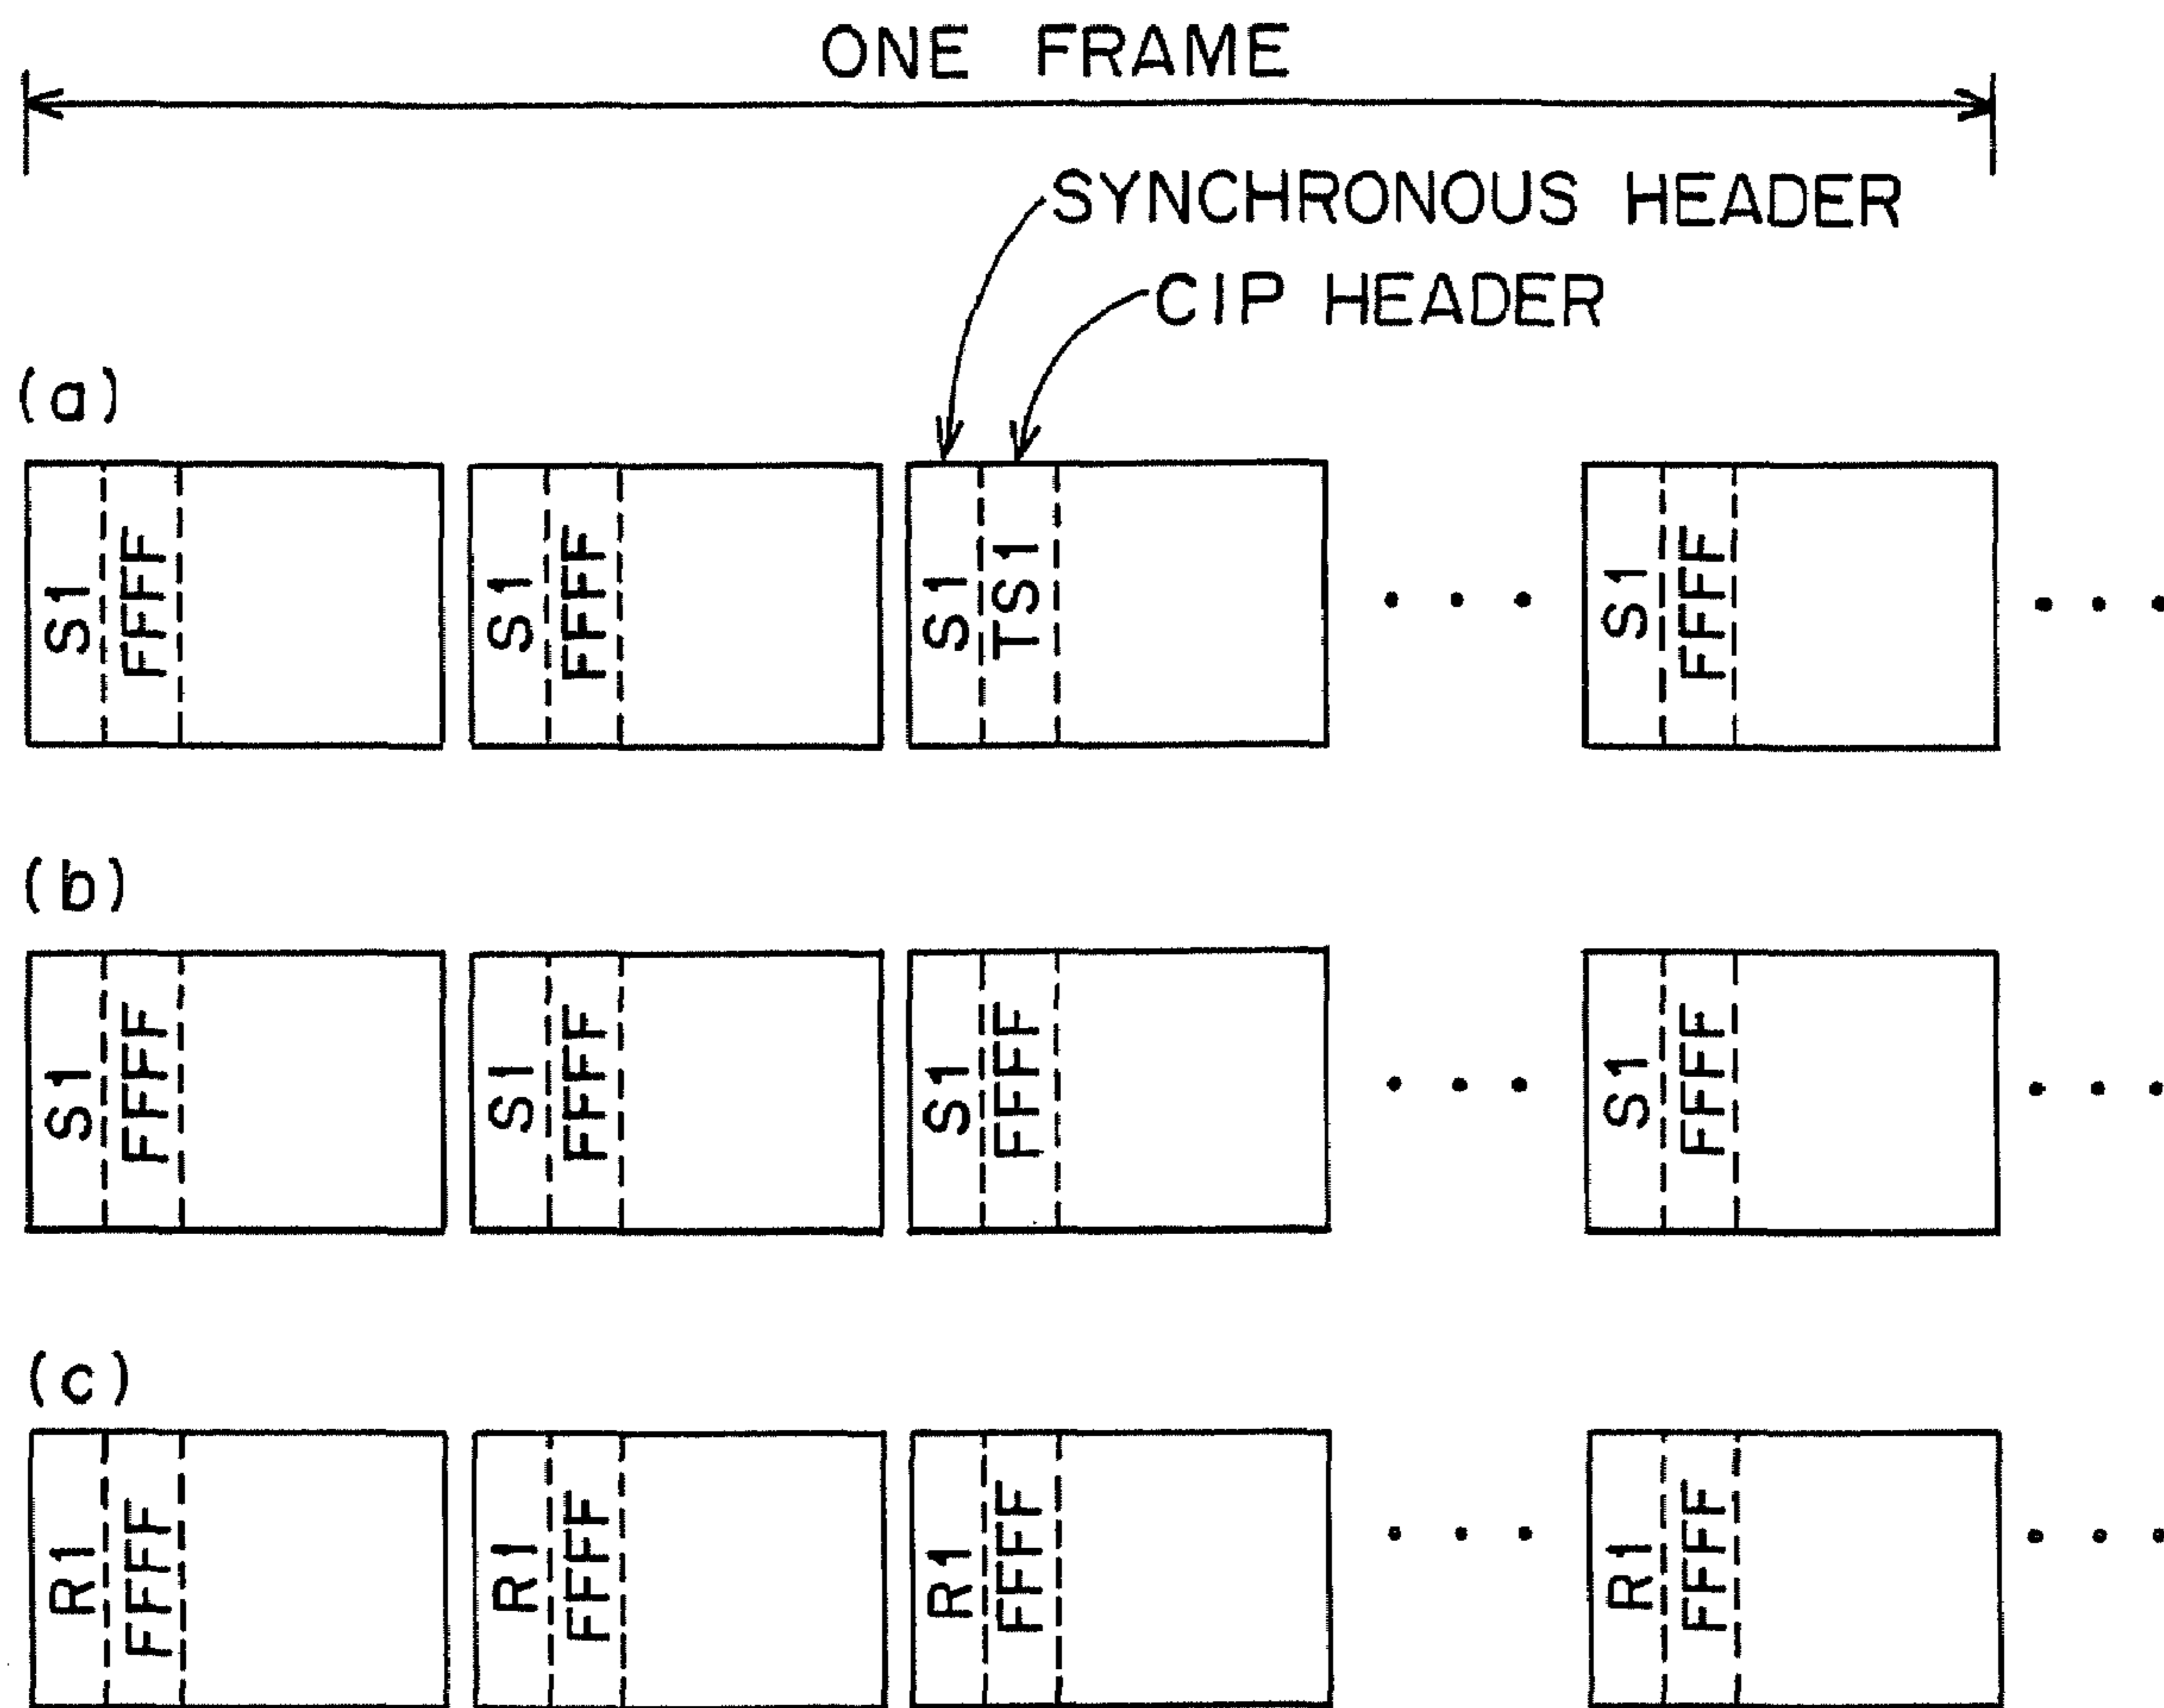 ONE FRAME
SYNCHRONOUS HEADER
CIP HEADER
(a)
S1
FFFF
S1
FFFF
S1
TS1
S1
FFFF
(b)
S1
FFFF
S1
FFFF
S1
FFFF
S1
FFFF
(c)
R1
FFFF
R1
FFFF
R1
FFFF
R1
FFFF